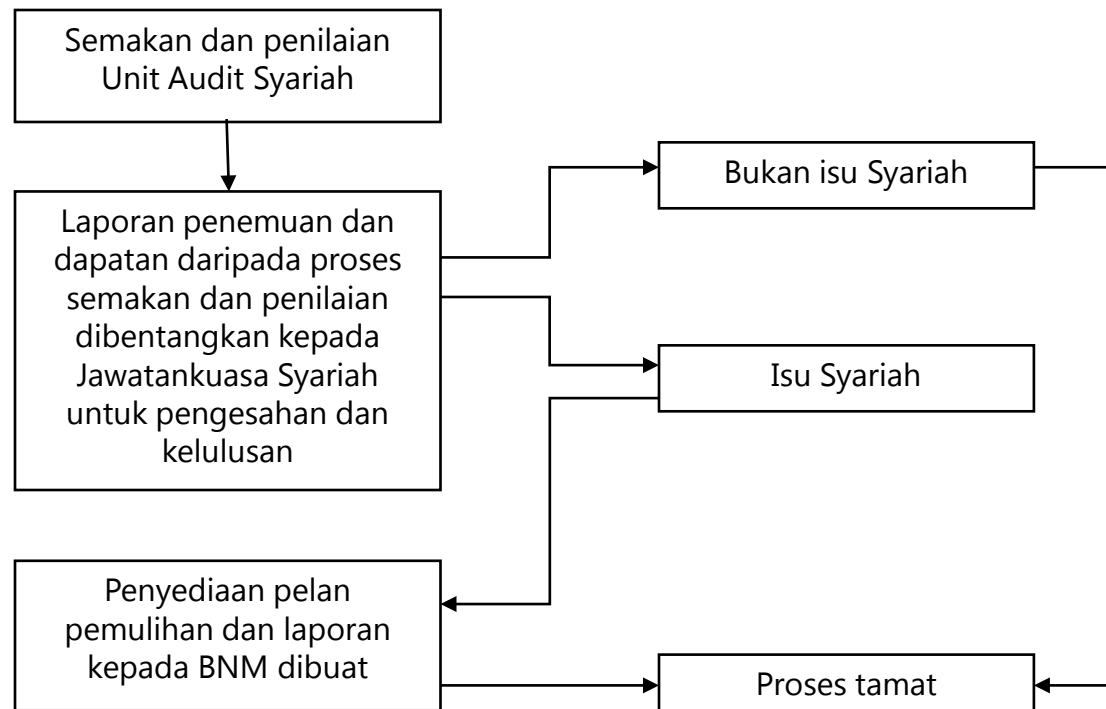 Semakan dan penilaian
Unit Audit Syariah
Laporan penemuan dan
dapatan daripada proses
semakan dan penilaian
dibentangkan kepada
Jawatankuasa Syariah
untuk pengesahan dan
kelulusan
Bukan isu Syariah
Isu Syariah
Penyediaan pelan
pemulihan dan laporan
kepada BNM dibuat
Proses tamat